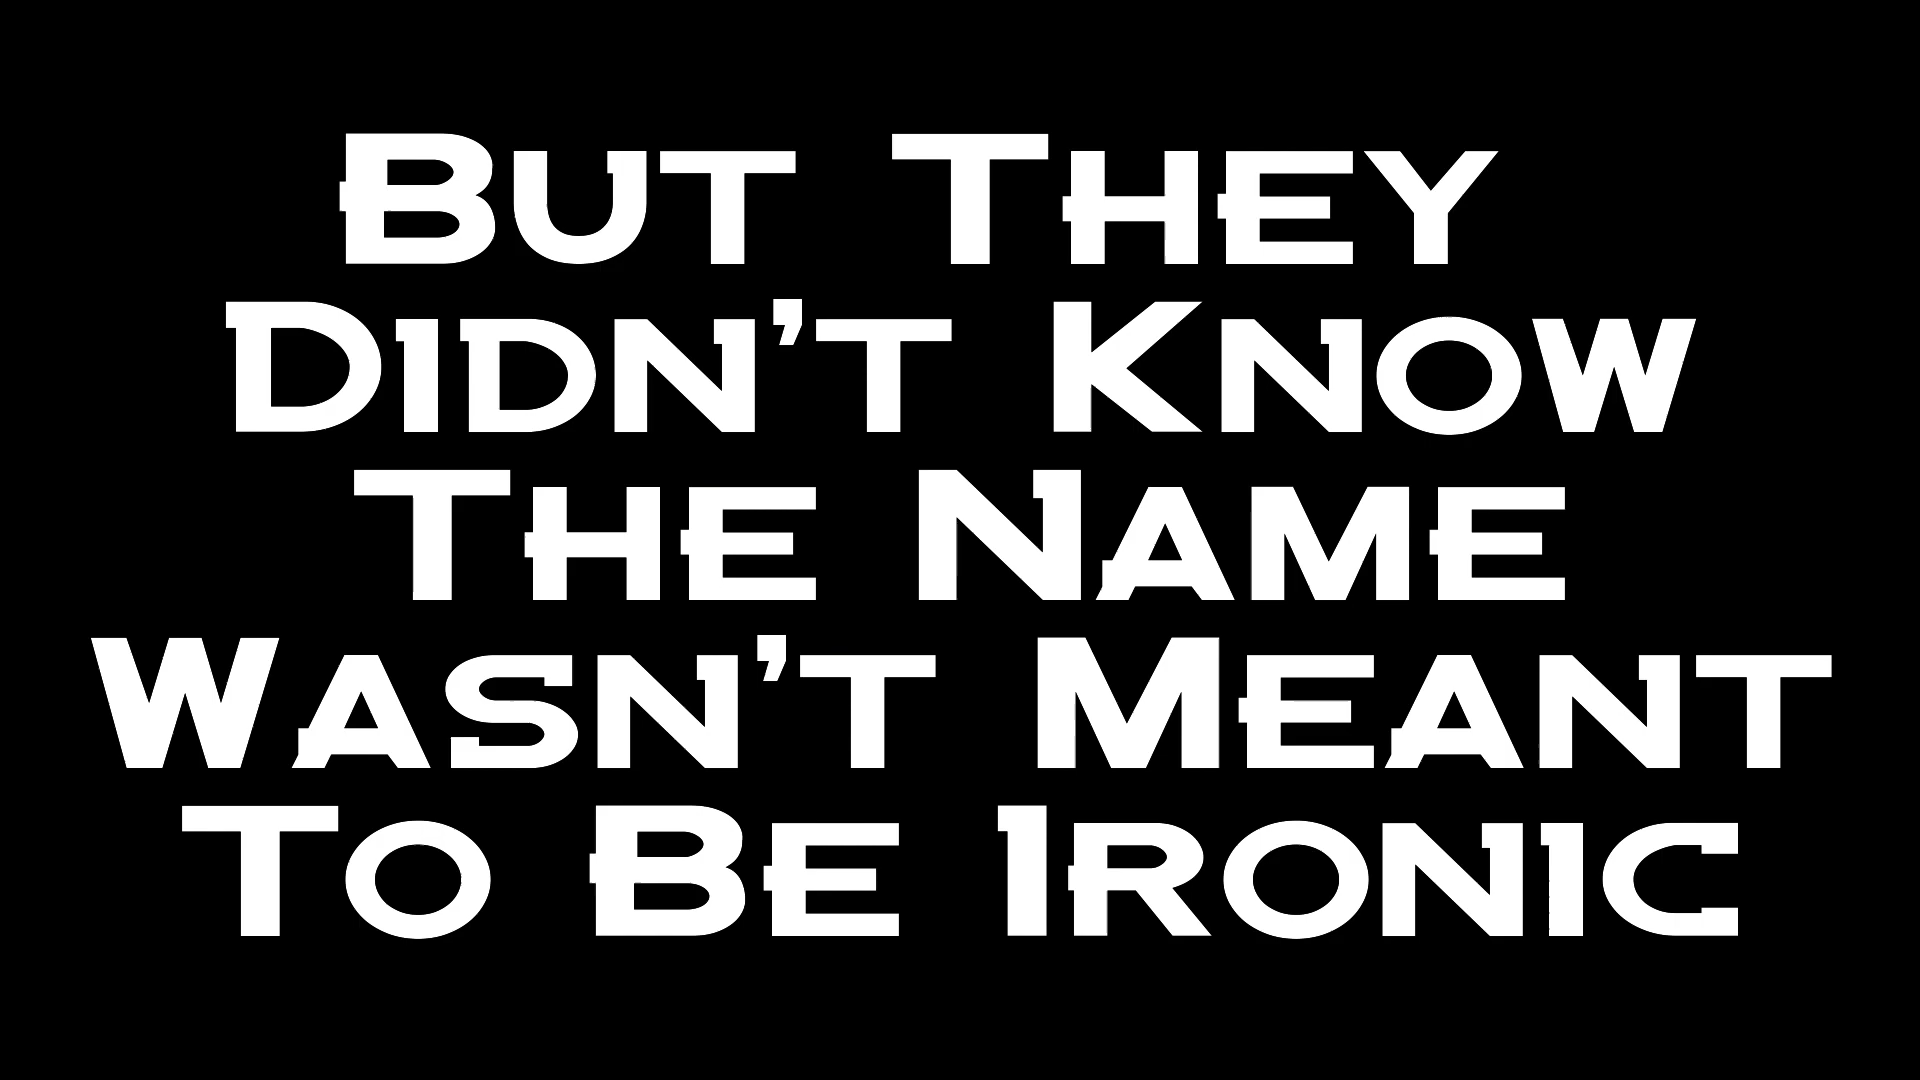 But They
Didn’t Know
The Name
Wasn’t Meant
To Be Ironic